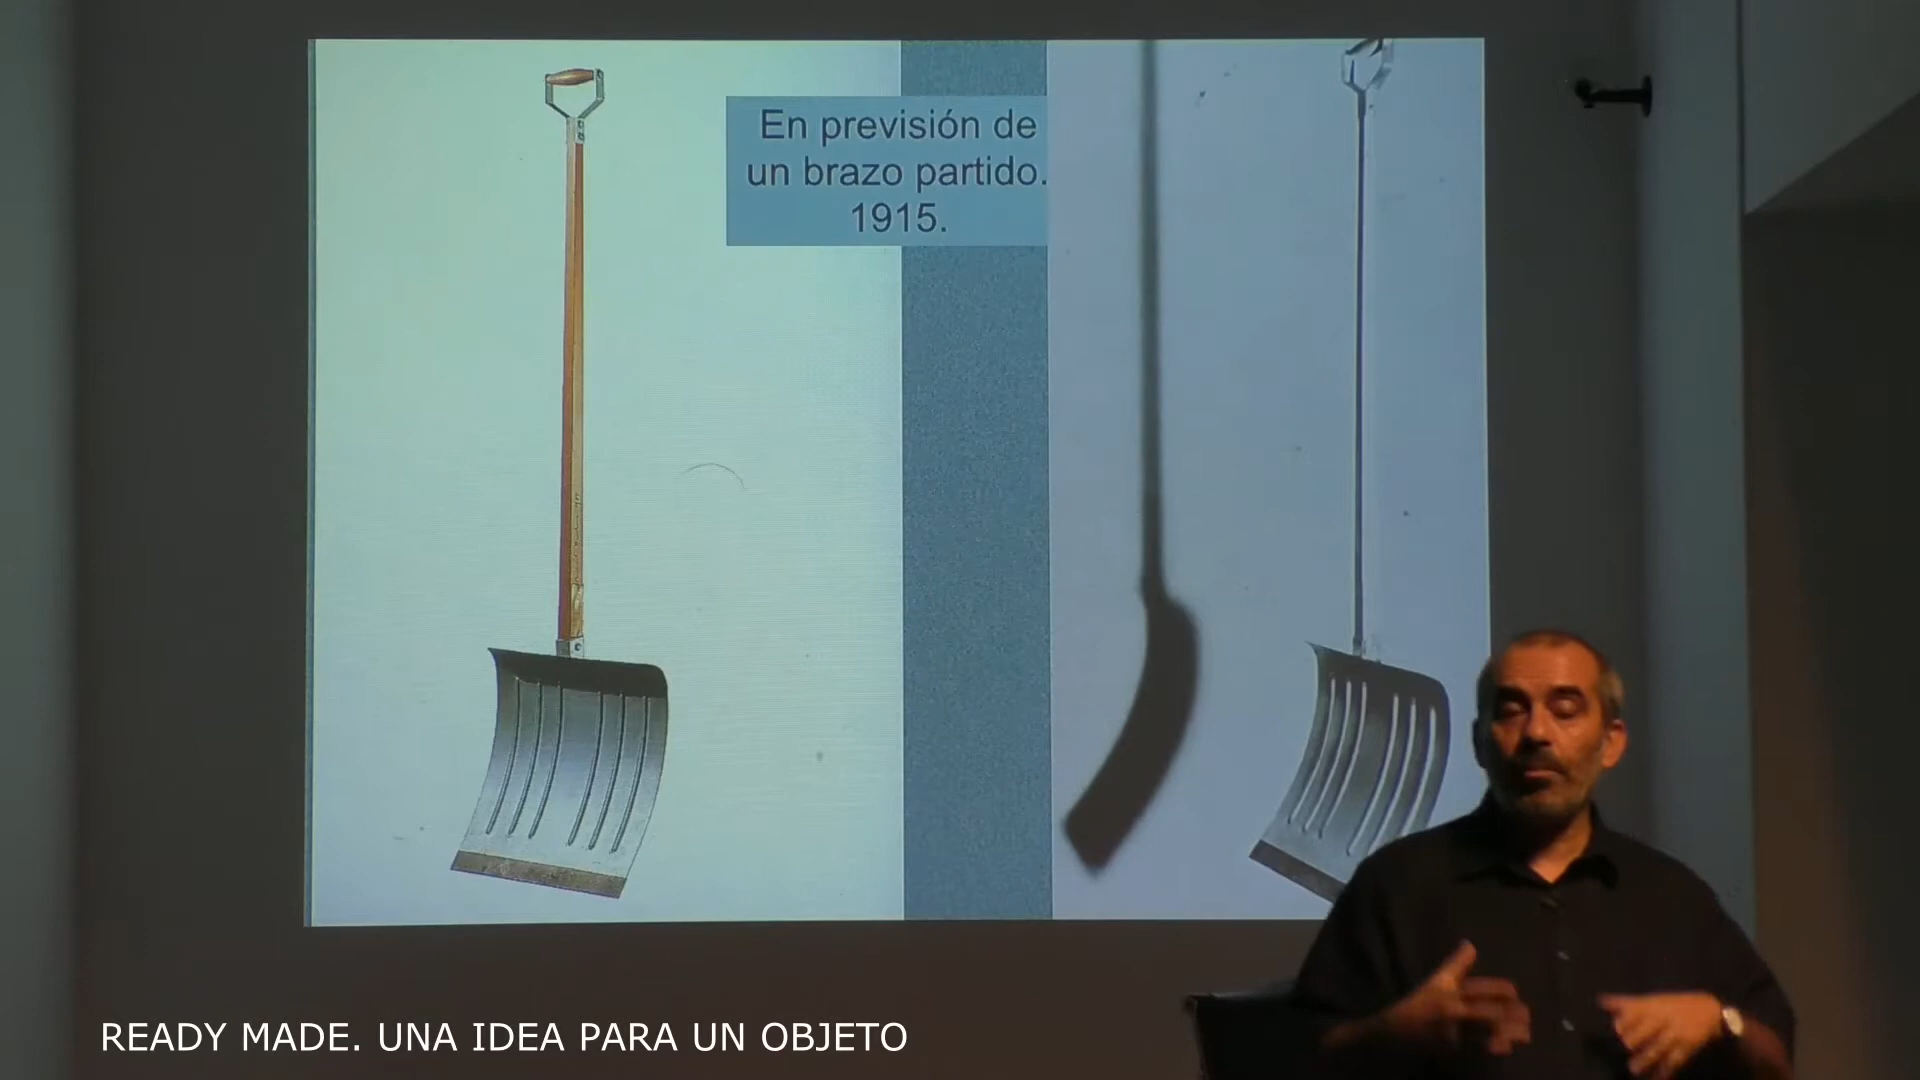 En previsión de
un brazo partido.
1915.
READY MADE. UNA IDEA PARA UN OBJETO